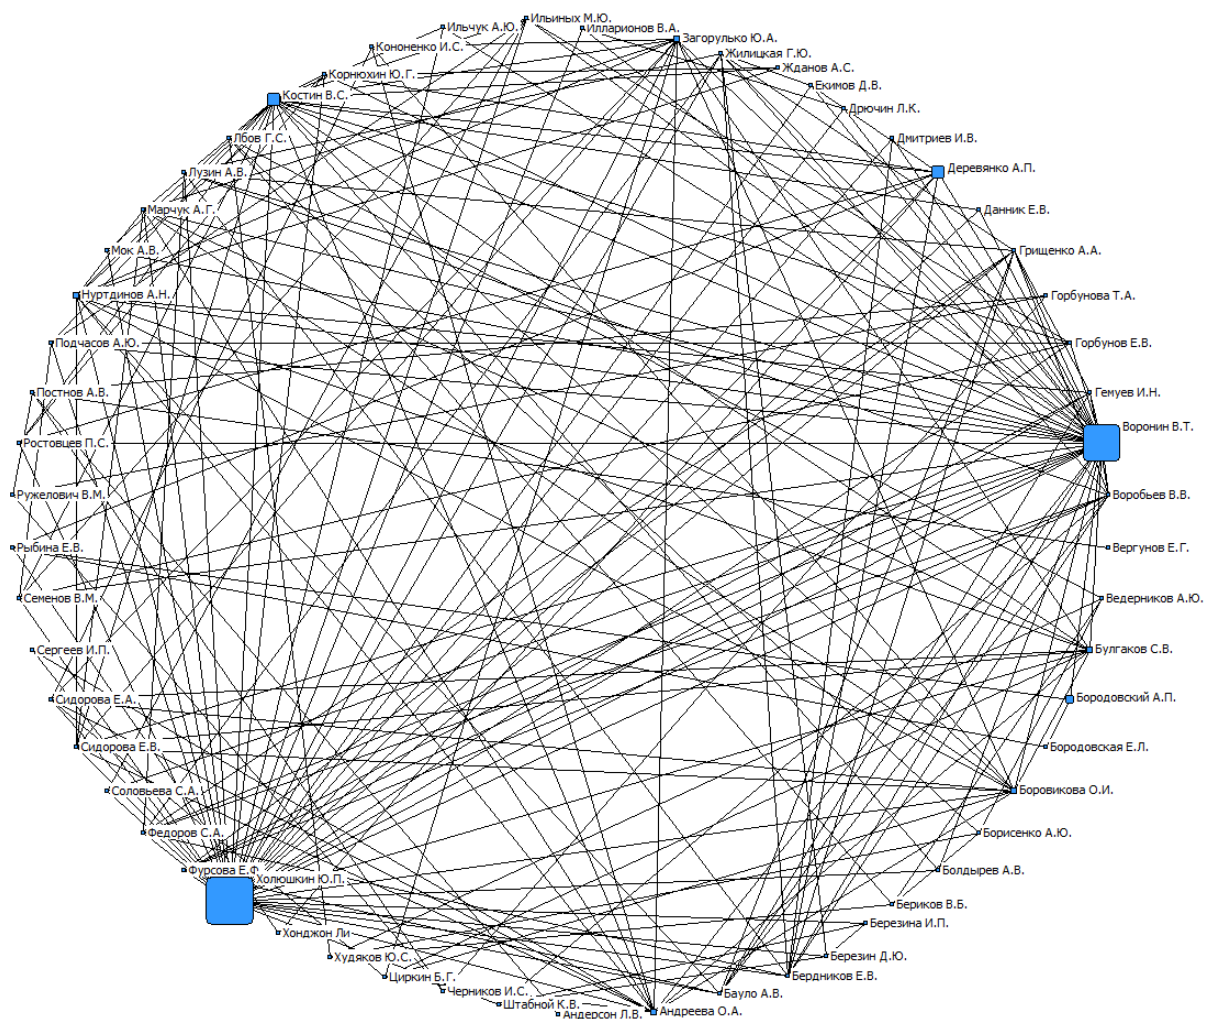 Ильиных М.Ю.
Ильчук А.Ю.
Илларионов В.А.
Загорулько Ю.А.
Кононенко И.С.
Жилицкая Г.Ю.
Жданов А.С.
Корнюхин Ю.Г.
Екимов Д.В.
Костин В.С.
Дрючин Л.К.
Лбов Г.С.
Дмитриев И.В.
Лузин А.В.
Деревянко А.П.
Марчук А.Г.
Данник Е.В.
Мок А.В.
Грищенко А.А.
Нуртдинов А.Н.
Горбунова Т.А.
Подчасов А.Ю.
Горбунов Е.В.
Постнов А.В.
Гемуев И.Н.
Воронин В.Т.
Ростовцев П.С.
Ружелович В.М.
Воробьев В.В.
Рыбина Е.В.
Вергунов Е.Г.
Семенов В.М.
Ведерников А.Ю.
Сергеев И.П.
Булгаков С.В.
Сидорова Е.А.
Бородовский А.П.
Сидорова Е.В.
Бородовская Е.Л.
Соловьева С.А.
Боровикова О.И.
Федоров С.А.
Борисенко А.Ю.
Фурсова Е.Ф
Болдырев А.В.
Холюшкин Ю.П.
Бериков В.Б.
Березина И.П.
Хонджон Ли
Худяков Ю.С.
Березин Д.Ю.
Циркин Б.Г.
Бердников Е.В.
Черников И.С.
Бауло А.В.
Штабной К.В.
Андерсон Л.В.
Андреева О.А.